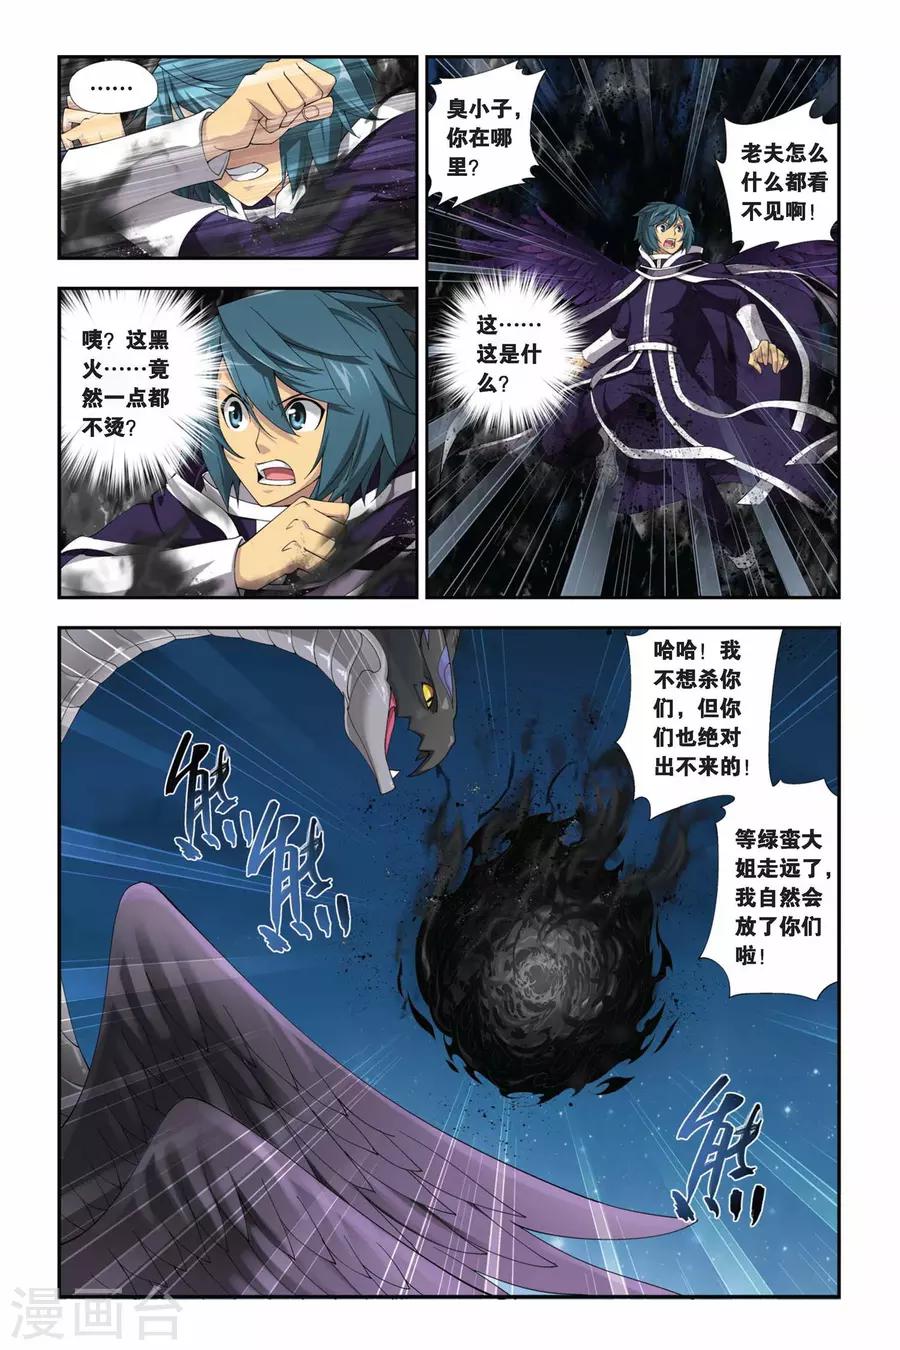 ……
臭小子，
你在哪
里？
老夫怎么
什么都看
不见啊！
咦？这黑
火……竟
然一点都
不烫？
这……
这是什
么？
哈哈！我
不想杀你
们，但你
们也绝对
出不来的！
等绿蛮大
姐走远了，
我自然会
放了你们
啦！
漫画台